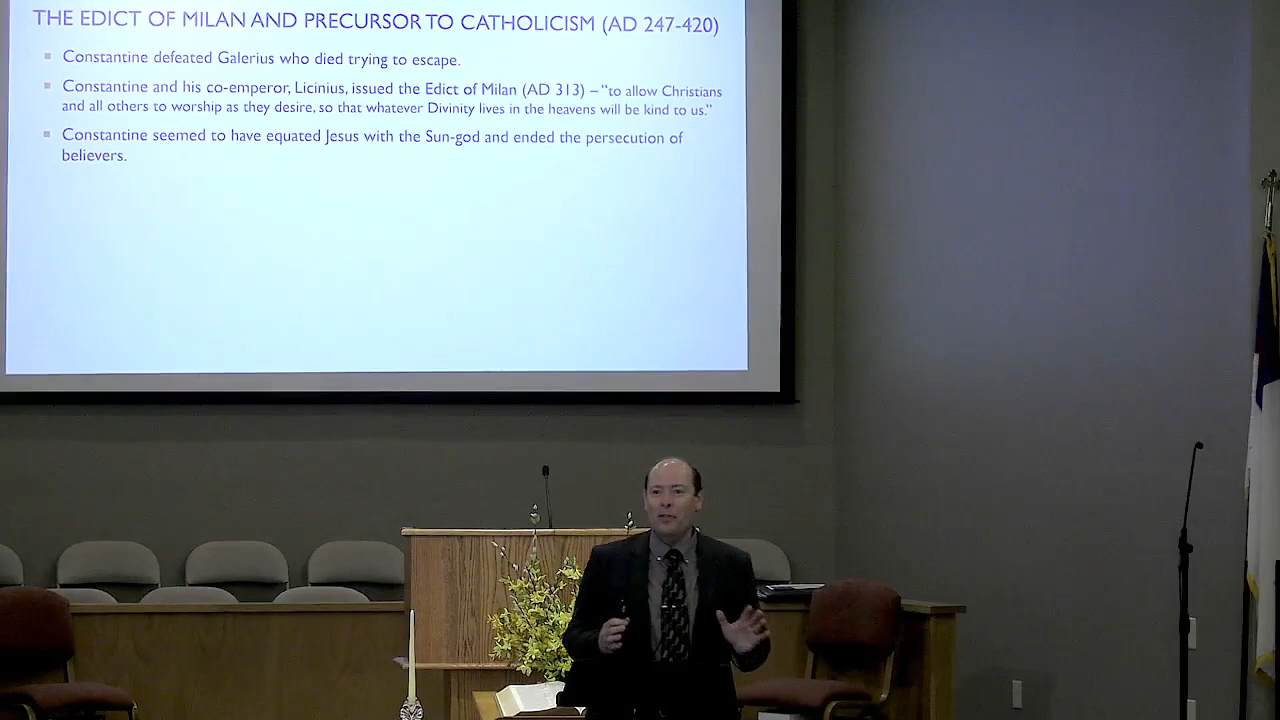 THE EDICT OF MILAN AND PRECURSOR TO CATHOLICISM (AD 247-420)
Constantine defeated Galerius who died trying to escape.
Constantine and his co-emperor, Licinius, issued the Edict of Milan (AD 313) – "to allow Christians
and all others to worship as they desire, so that whatever Divinity lives in the heavens will be kind to us."
Constantine seemed to have equated Jesus with the Sun-god and ended the persecution of
believers.